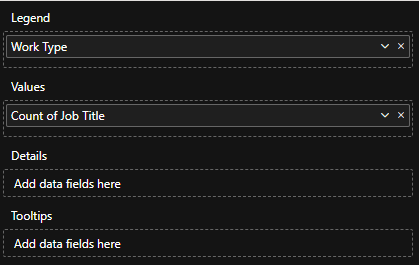 Legend
Work Type
Values
Count of Job Title
Details
Add data fields here
Tooltips
Add data fields here